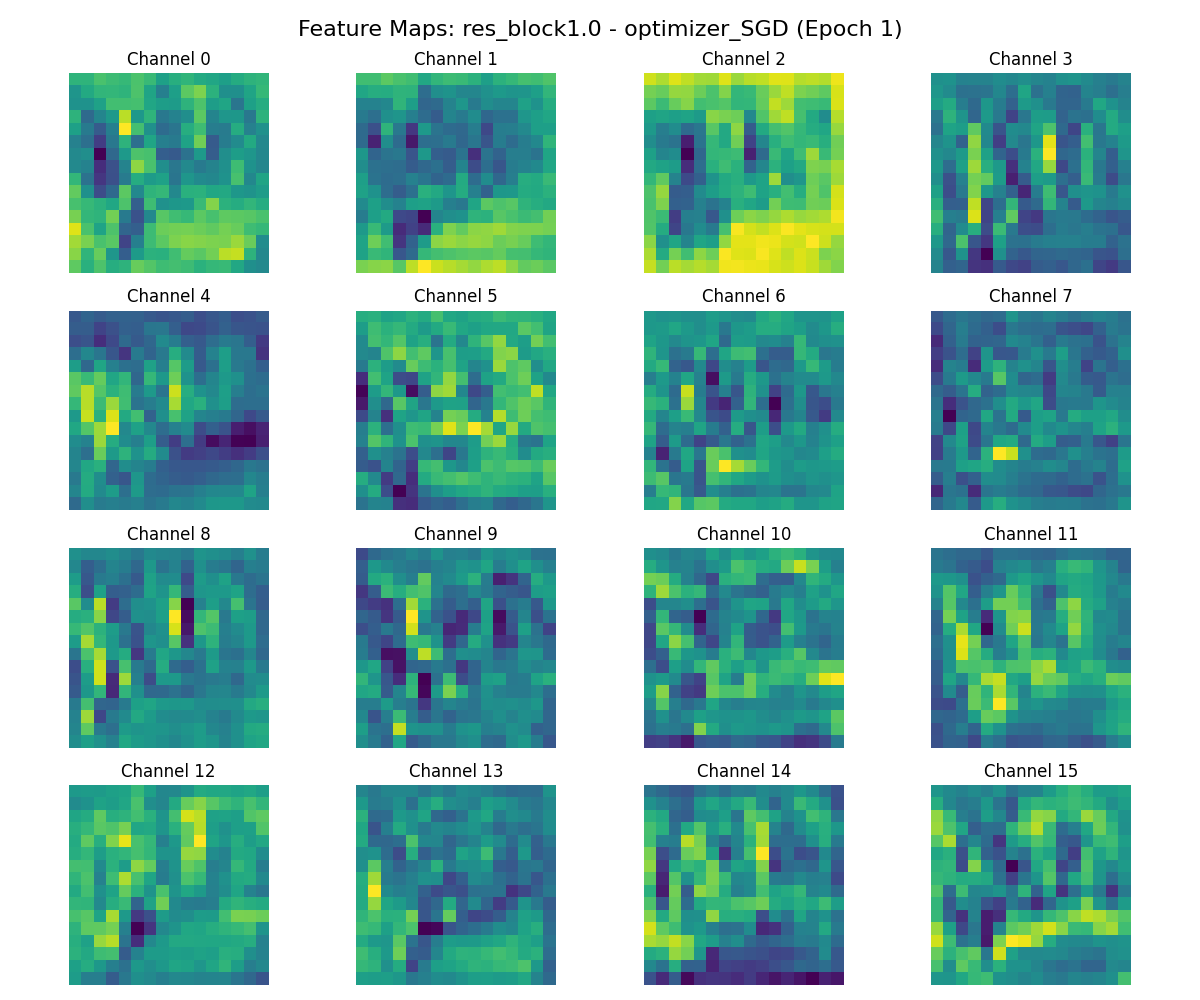 Feature Maps: res_block1.0 - optimizer_SGD (Epoch 1)
Channel 0
Channel 1
Channel 2
Channel 3
Channel 4
Channel 5
Channel 6
Channel 7
Channel 8
Channel 9
Channel 10
Channel 11
Channel 12
Channel 13
Channel 14
Channel 15